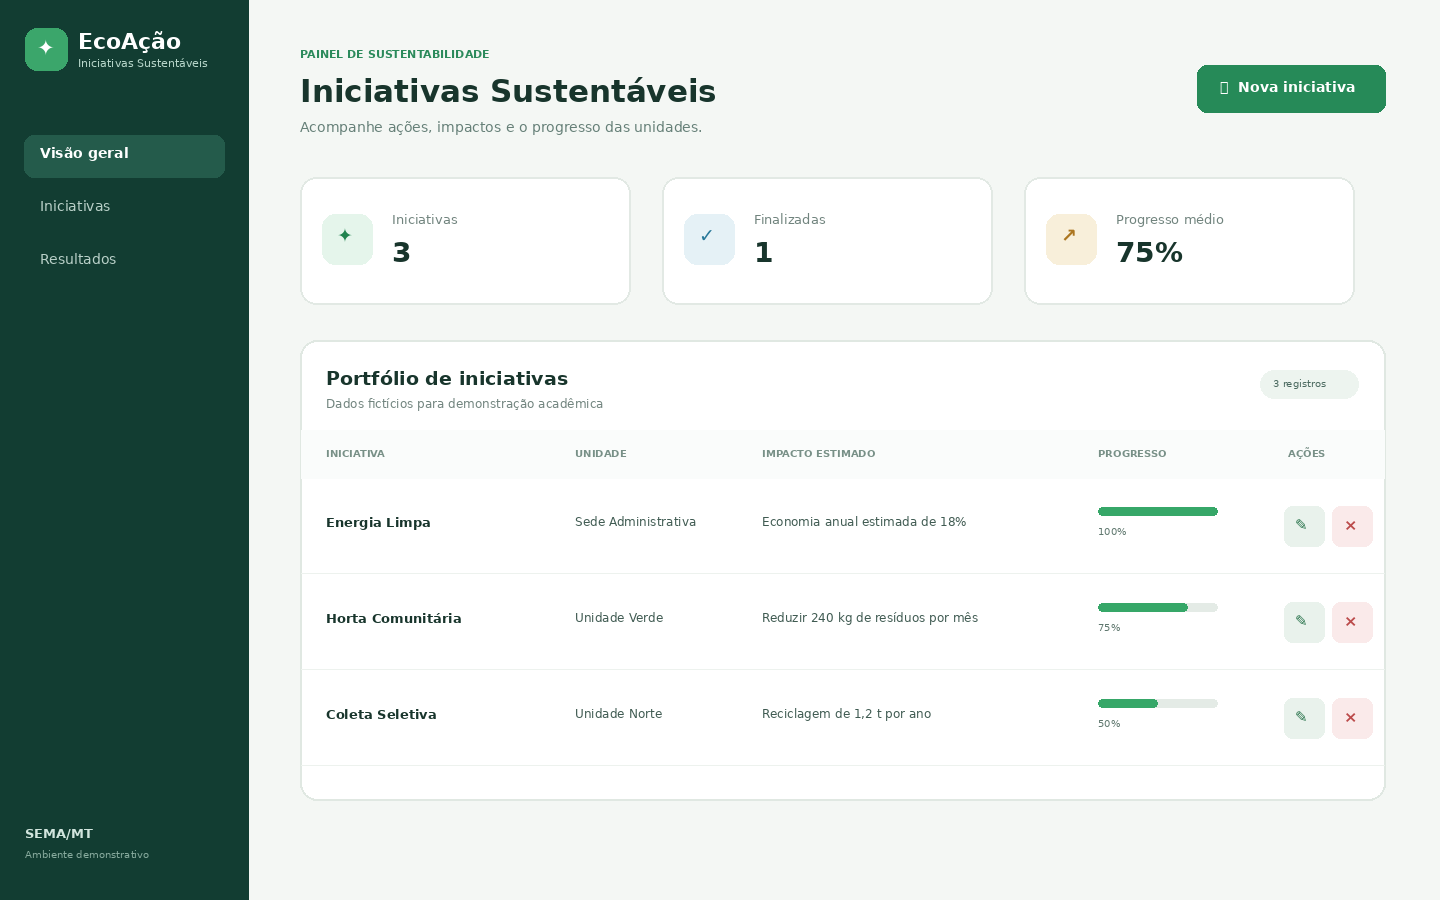 EcoAção
Iniciativas Sustentáveis
Visão geral
Iniciativas
Resultados
SEMA/MT
Ambiente demonstrativo
PAINEL DE SUSTENTABILIDADE
Iniciativas Sustentáveis
Acompanhe ações, impactos e o progresso das unidades.
Nova iniciativa
Iniciativas
3
Finalizadas
1
Progresso médio
75%
Portfólio de iniciativas
Dados fictícios para demonstração acadêmica
3 registros
INICIATIVA UNIDADE IMPACTO ESTIMADO PROGRESSO AÇÕES
Energia Limpa Sede Administrativa Economia anual estimada de 18% 100%
Horta Comunitária Unidade Verde Reduzir 240 kg de resíduos por mês 75%
Coleta Seletiva Unidade Norte Reciclagem de 1,2 t por ano 50%